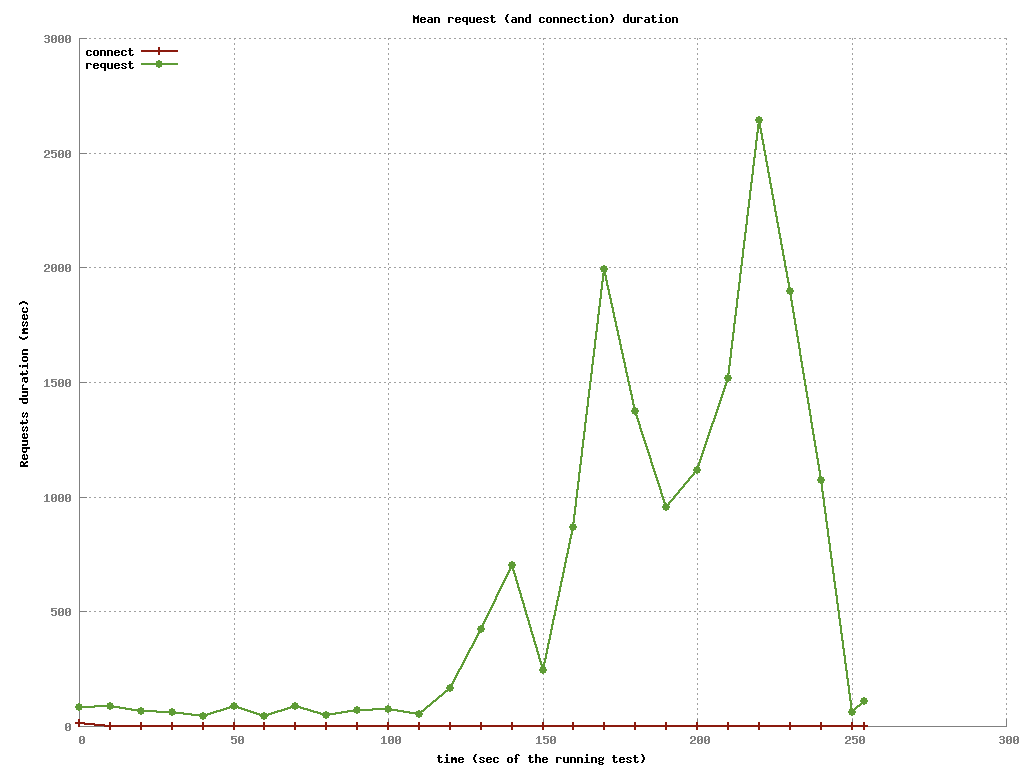 Mean request (and connection) duration
3000
connect
request
2500
2000
1500
1000
500
0
Requests duration (msec)
0 50 100 150 200 250 300
time (sec of the running test)